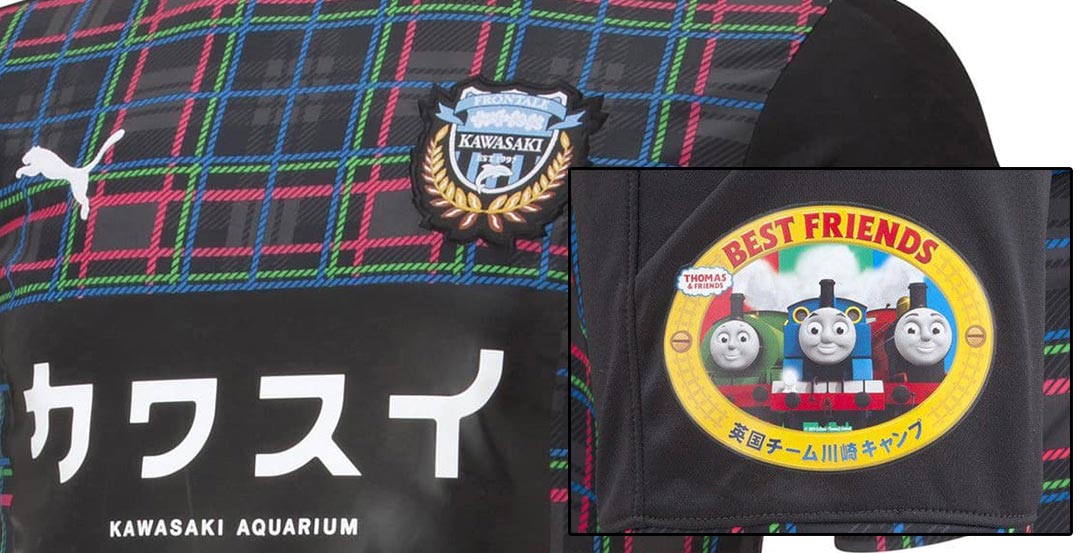 FRONTALE
KAWASAKI
EST 1997
カワスイ
KAWASAKI AQUARIUM
BEST FRIENDS
THOMAS
& FRIENDS
英国チーム川崎キャンプ